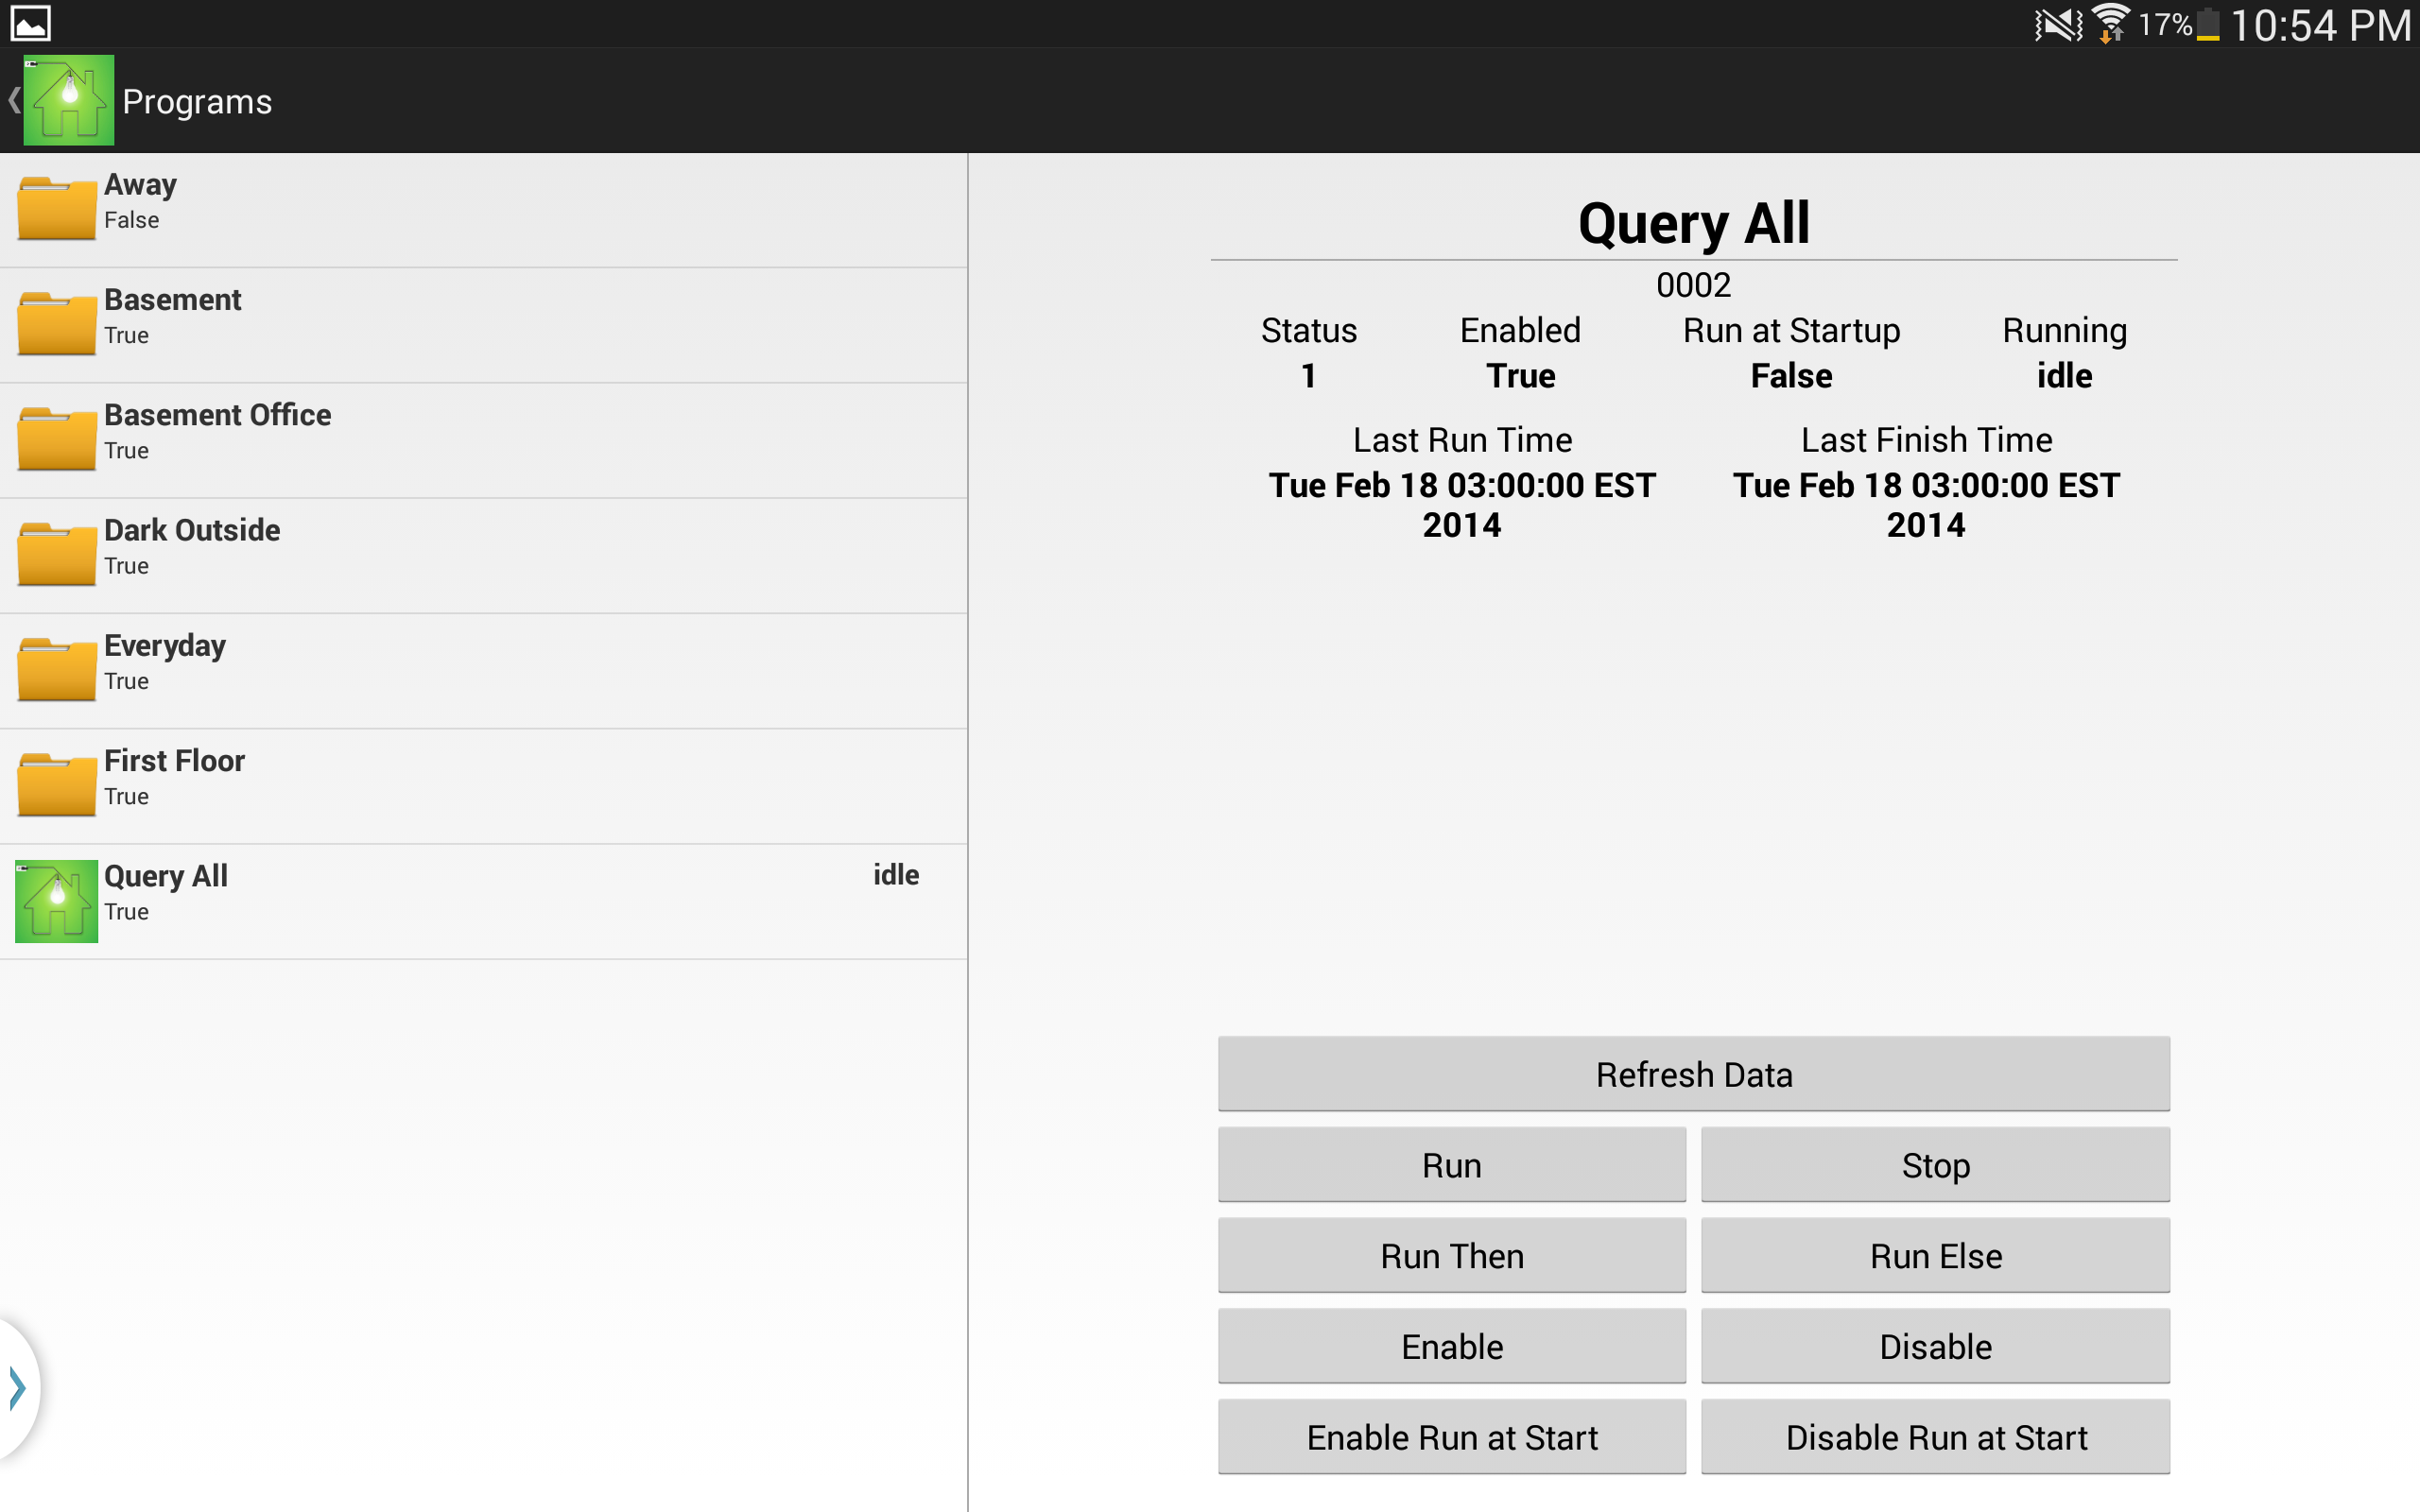 17% 10:54 PM
Programs
Away
False
Basement
True
Basement Office
True
Dark Outside
True
Everyday
True
First Floor
True
Query All idle
True
Query All
0002
Status Enabled Run at Startup Running
1 True False idle
Last Run Time Last Finish Time
Tue Feb 18 03:00:00 EST Tue Feb 18 03:00:00 EST
2014 2014
Refresh Data
Run Stop
Run Then Run Else
Enable Disable
Enable Run at Start Disable Run at Start